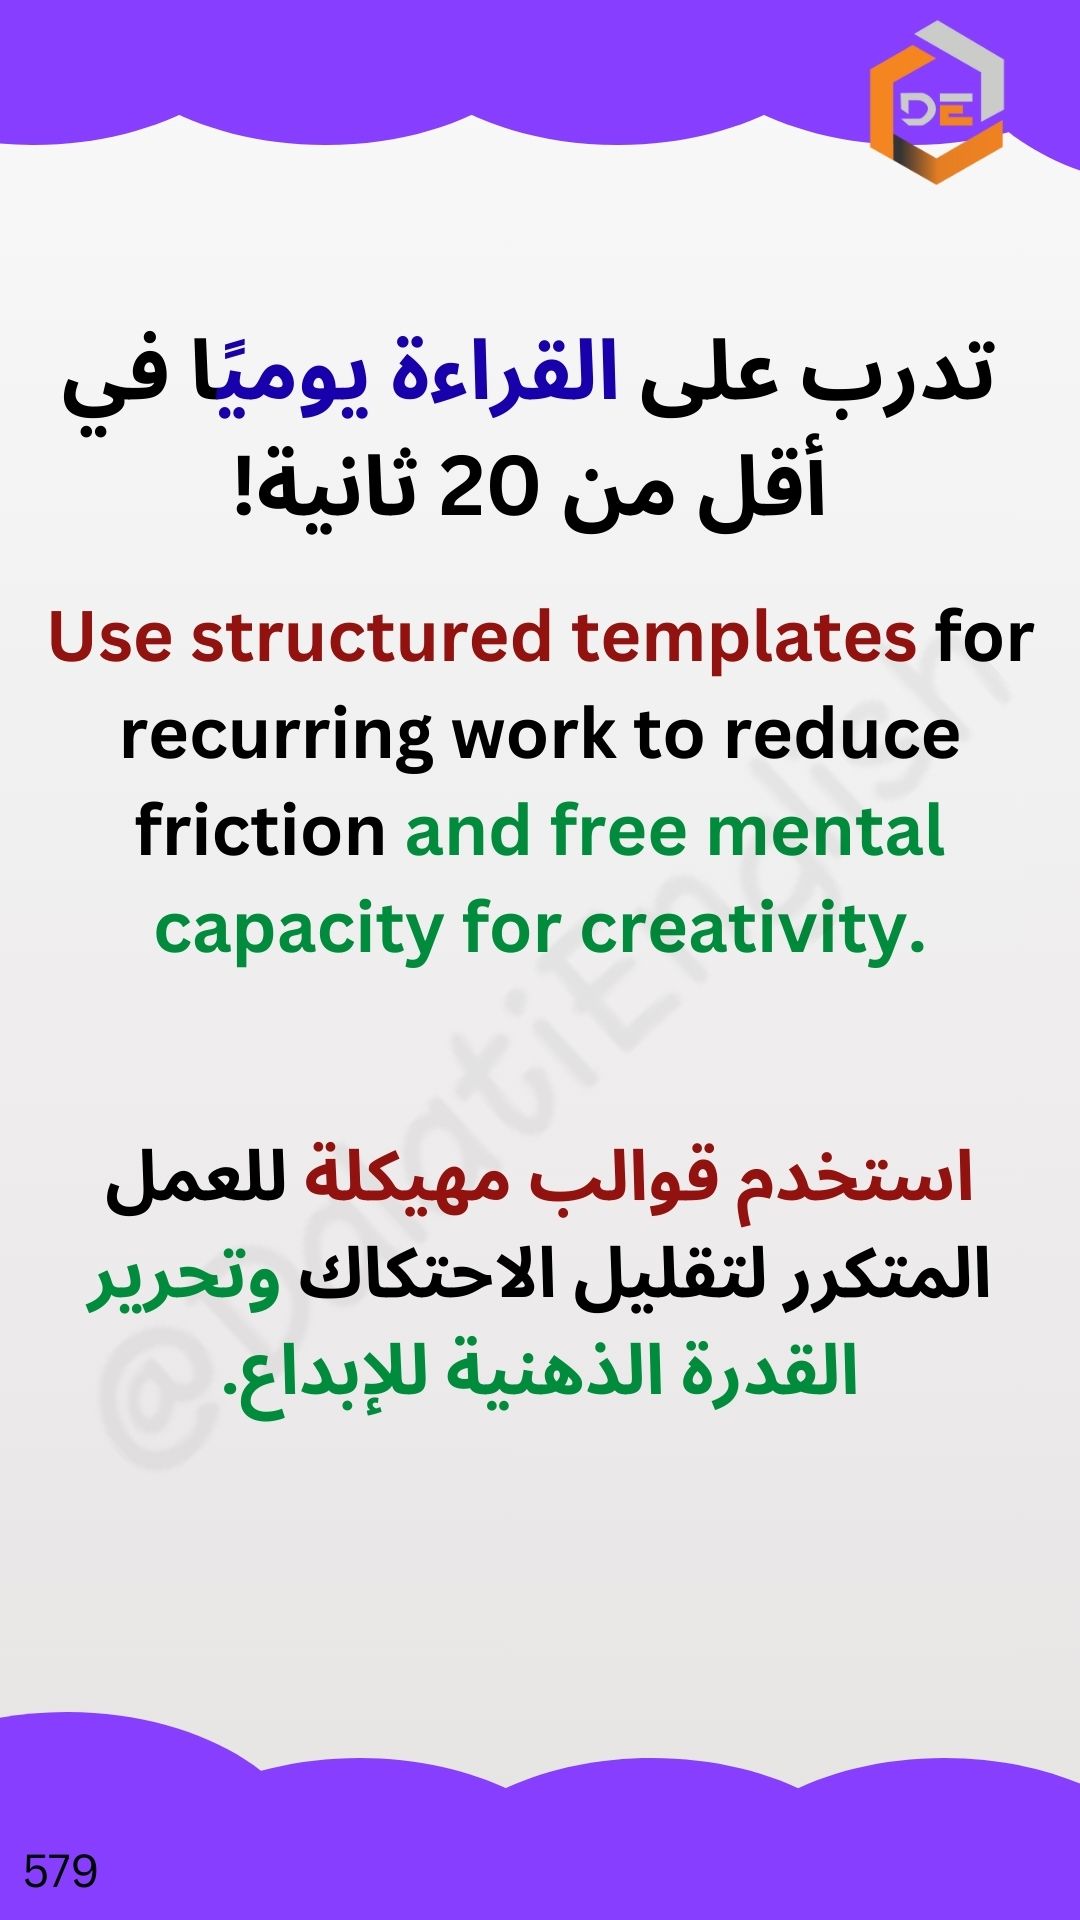 DE
تدرب على القراءة يوميًا في
أقل من 20 ثانية!
Use structured templates for
recurring work to reduce
friction and free mental
capacity for creativity.
استخدم قوالب مهيكلة للعمل
المتكرر لتقليل الاحتكاك وتحرير
القدرة الذهنية للإبداع.
@DalatiEnglish
579